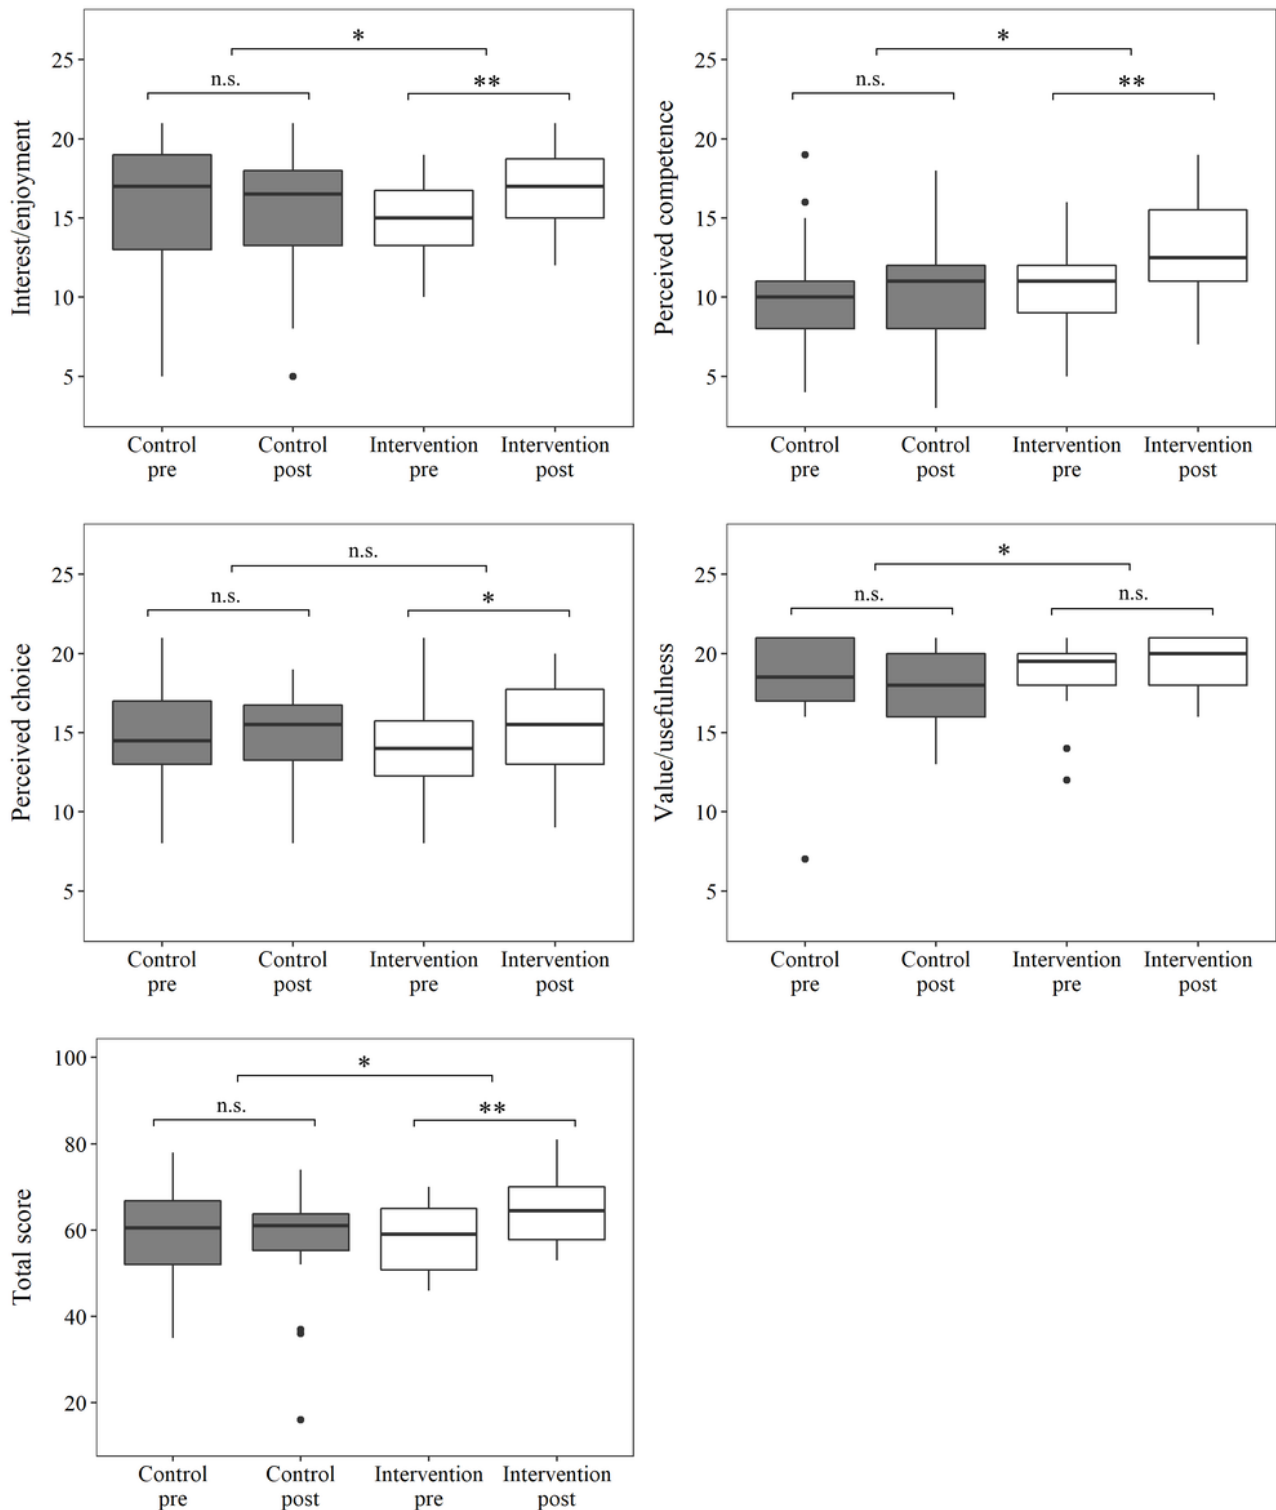 Interest/enjoyment
25
20
15
10
5
*
n.s.
**
Control
pre
Control
post
Intervention
pre
Intervention
post
Perceived competence
25
20
15
10
5
*
n.s.
**
Control
pre
Control
post
Intervention
pre
Intervention
post
Perceived choice
25
20
15
10
5
n.s.
n.s.
*
Control
pre
Control
post
Intervention
pre
Intervention
post
Value/usefulness
25
20
15
10
5
*
n.s.
n.s.
Control
pre
Control
post
Intervention
pre
Intervention
post
Total score
100
80
60
40
20
*
n.s.
**
Control
pre
Control
post
Intervention
pre
Intervention
post